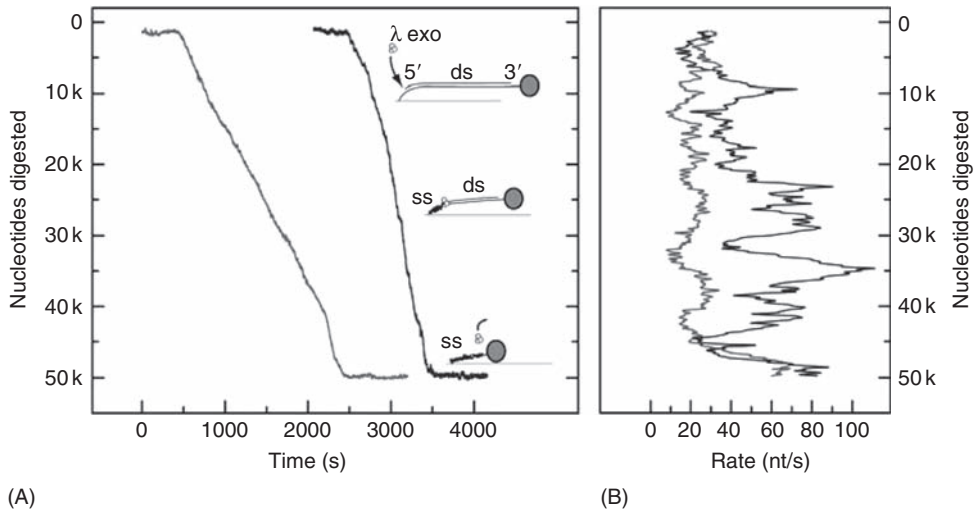 0
10 k
20 k
30 k
40 k
50 k
Nucleotides digested
λ exo
5′ ds 3′
ss ds
ss
0 1000 2000 3000 4000
Time (s)
(A)
0
10 k
20 k
30 k
40 k
50 k
Nucleotides digested
0 20 40 60 80 100
Rate (nt/s)
(B)